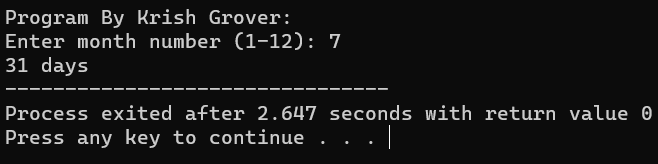 Program By Krish Grover:
Enter month number (1-12): 7
31 days
--------------------------------
Process exited after 2.647 seconds with return value 0
Press any key to continue . . .